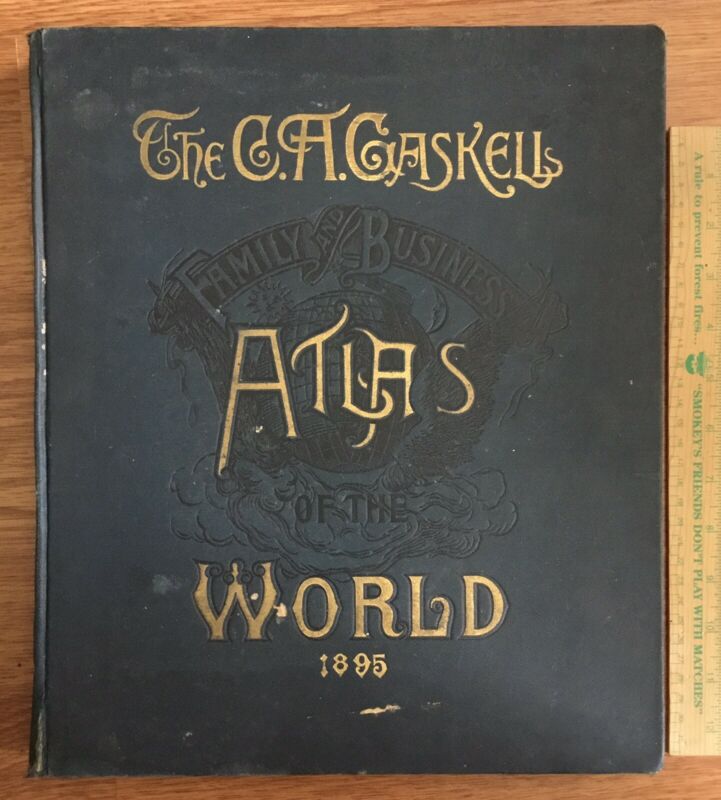 The C.A. Gaskell
Family and Business
Atlas
of the
World
1895
A rule to prevent forest fires...
"SMOKEY'S FRIENDS DON'T PLAY WITH MATCHES"